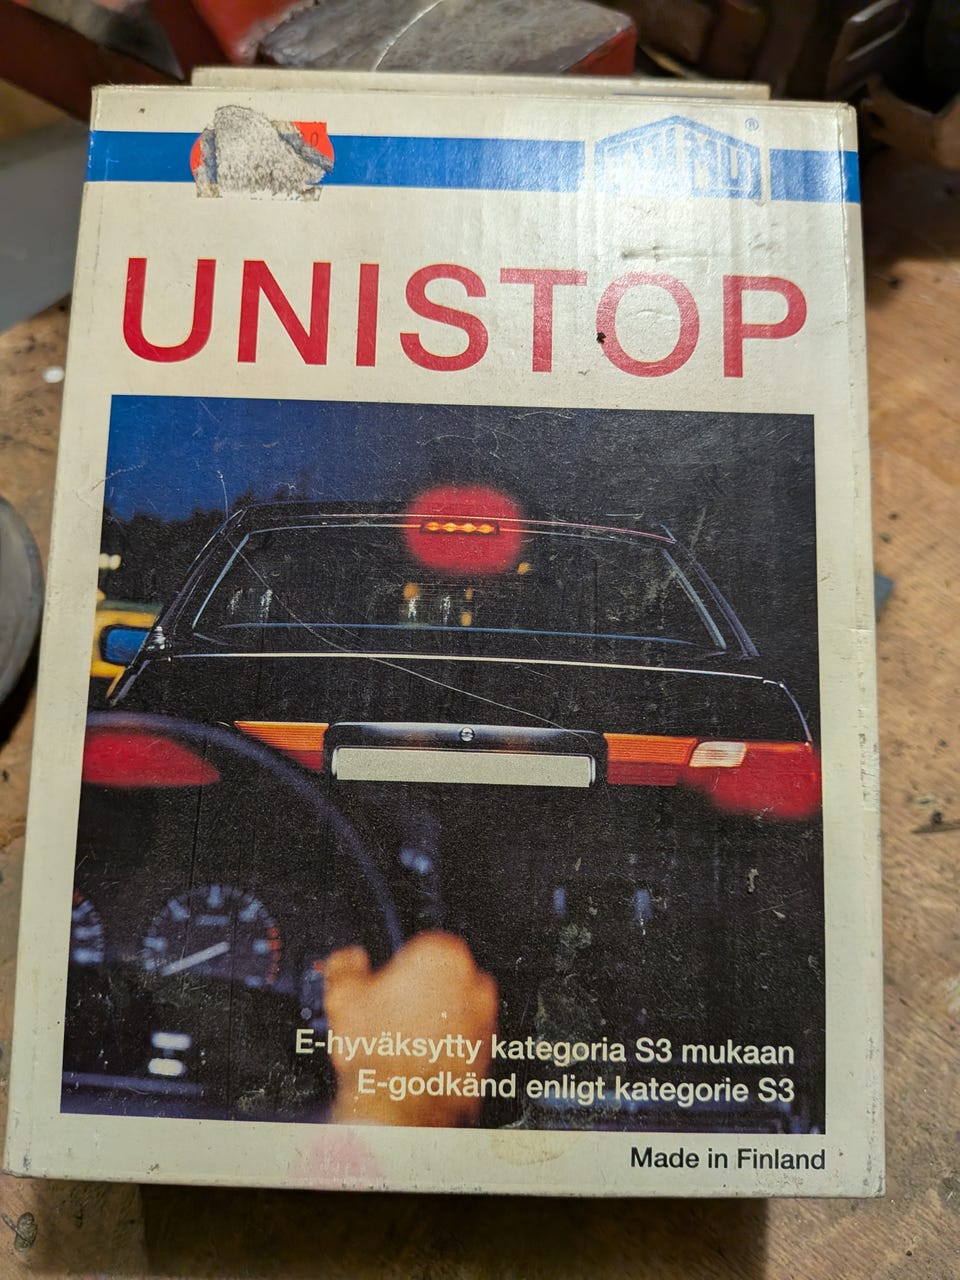 ®
UNISTOP
E-hyväksytty kategoria S3 mukaan
E-godkänd enligt kategorie S3
Made in Finland